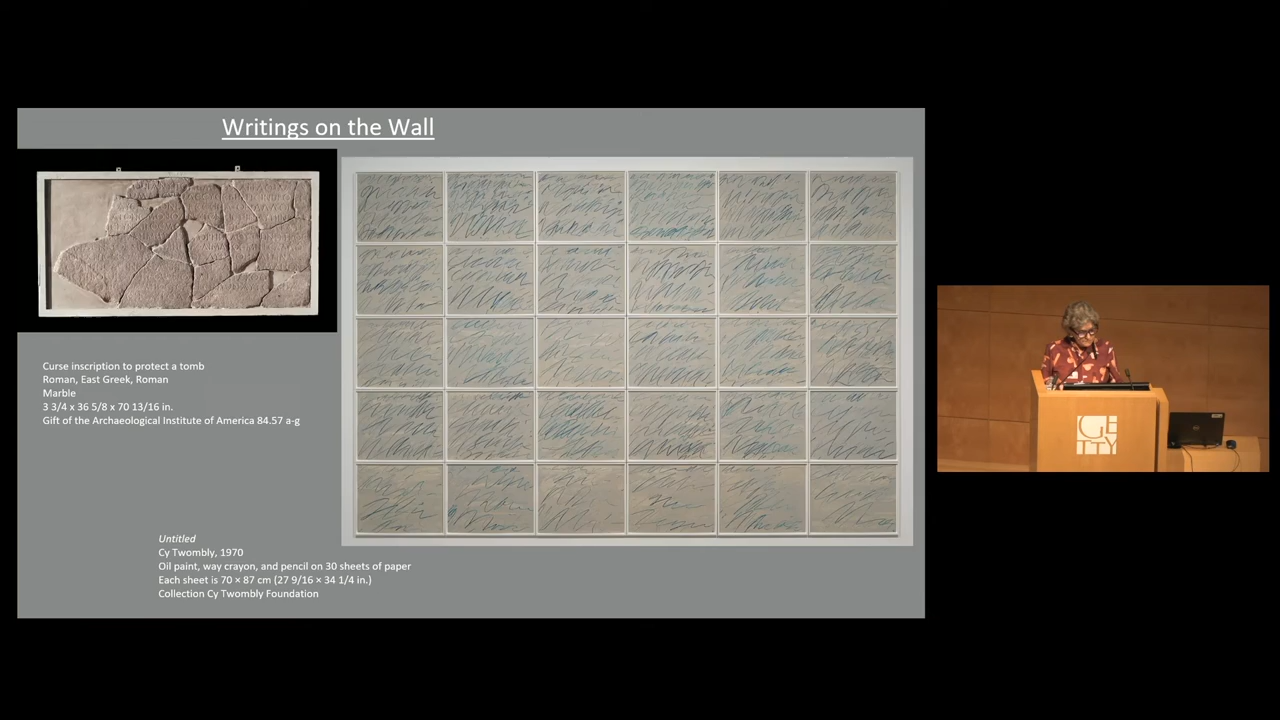 Writings on the Wall
Curse inscription to protect a tomb
Roman, East Greek, Roman
Marble
3 3/4 x 36 5/8 x 70 13/16 in.
Gift of the Archaeological Institute of America 84.57 a-g
Untitled
Cy Twombly, 1970
Oil paint, way crayon, and pencil on 30 sheets of paper
Each sheet is 70 × 87 cm (27 9/16 × 34 1/4 in.)
Collection Cy Twombly Foundation
GETTY